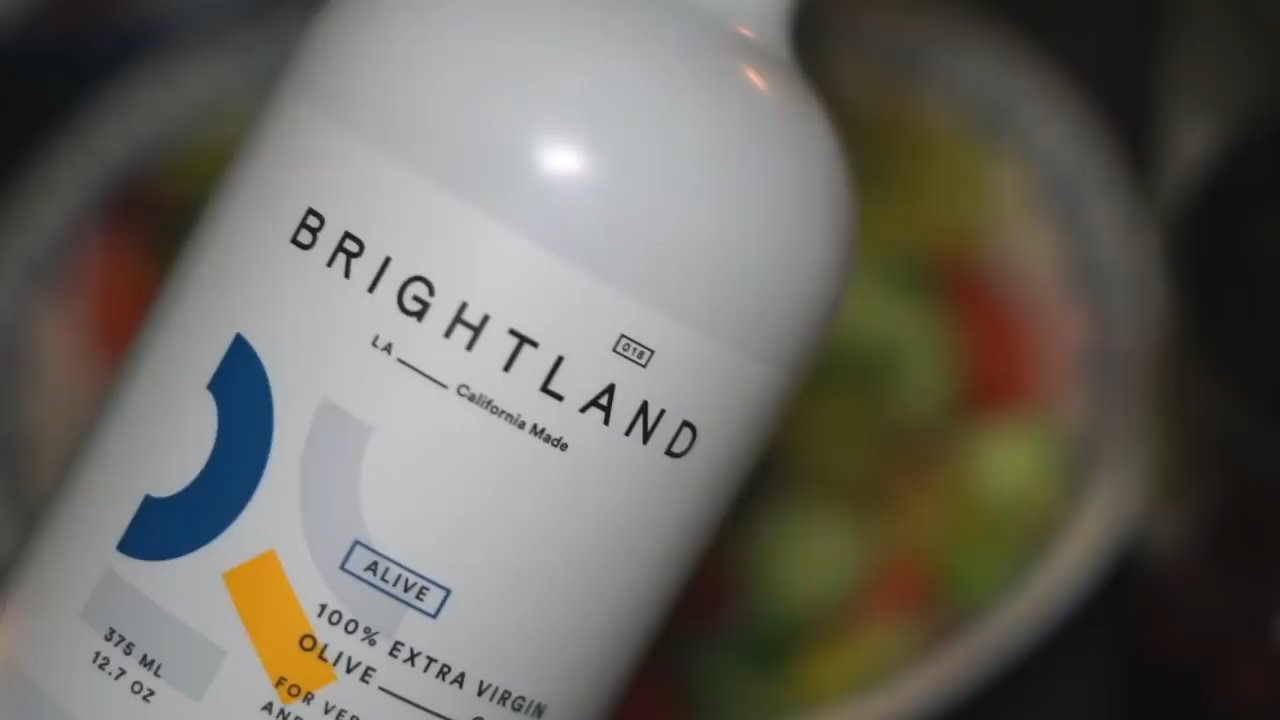 BRIGHTLAND
018
LA — California Made
ALIVE
100% EXTRA VIRGIN
OLIVE —
FOR
375 ML
12.7 OZ